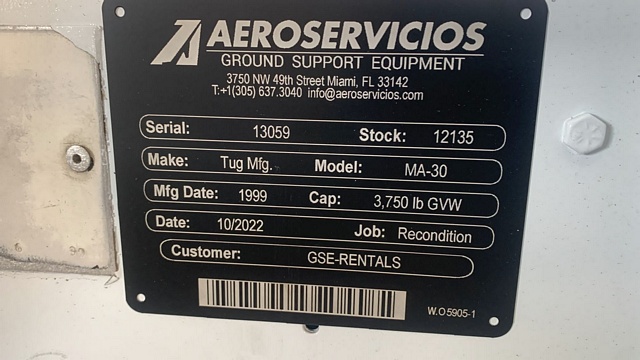 AEROSERVICIOS
GROUND SUPPORT EQUIPMENT
3750 NW 49th Street Miami, FL 33142
T:+1(305) 637.3040 info@aeroservicios.com
Serial: 13059 Stock: 12135
Make: Tug Mfg. Model: MA-30
Mfg Date: 1999 Cap: 3,750 lb GVW
Date: 10/2022 Job: Recondition
Customer: GSE-RENTALS
W.O 5905-1